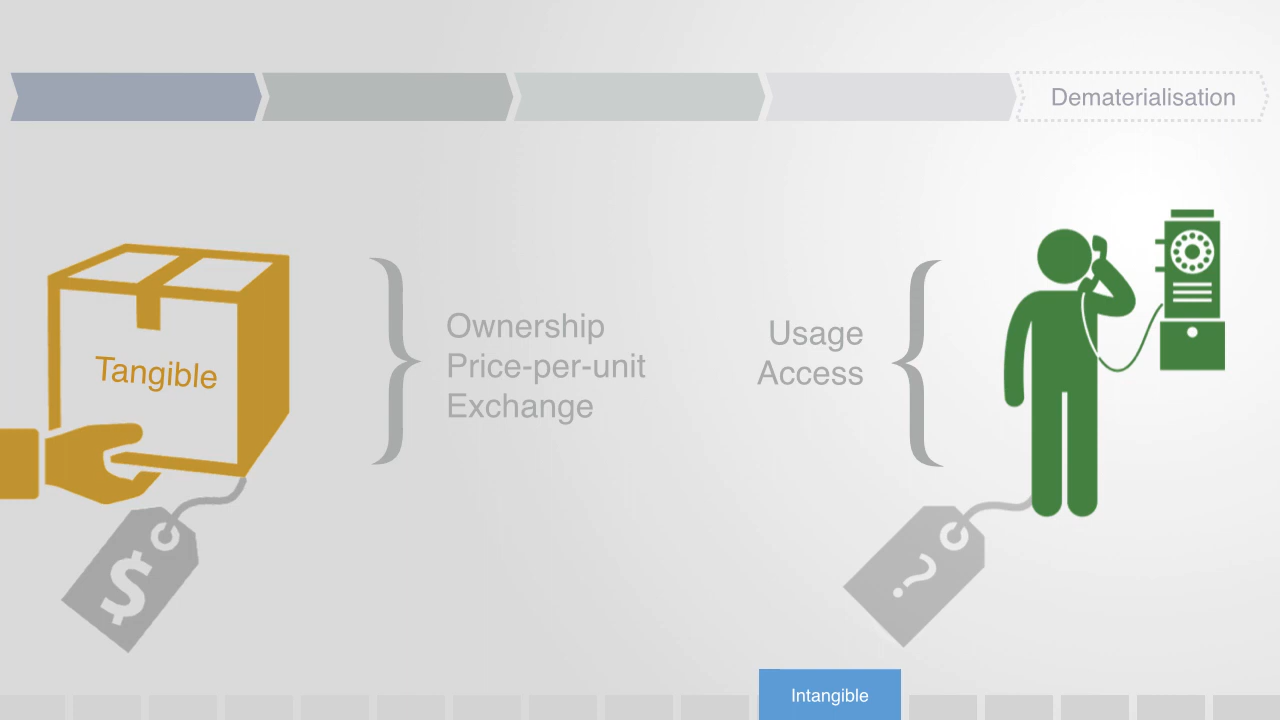 Dematerialisation
Tangible
Ownership
Price-per-unit
Exchange
Usage
Access
$
?
Intangible